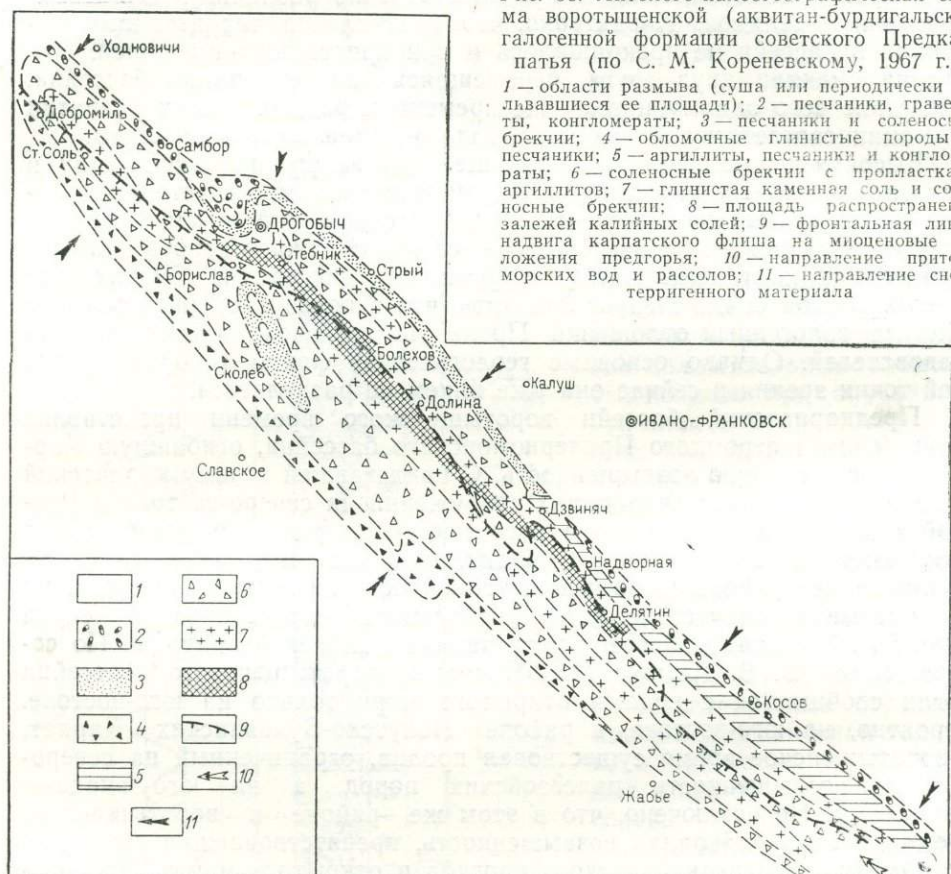 ма воротыщенской (аквитан-бурдигальс
галогенной формации советского Предка
патья (по С. М. Кореневскому, 1967 г.
1 — области размыва (суша или периодически
лывавшиеся ее площади); 2 — песчаники, граве
ты, конгломераты; 3 — песчаники и соленос
брекчии; 4 — обломочные глинистые породы
песчаники; 5 — аргиллиты, песчаники и конгло
раты; 6 — соленосные брекчии с пропластка
аргиллитов; 7 — глинистая каменная соль и со
носные брекчии; 8 — площадь распространен
залежей калийных солей; 9 — фронтальная лин
надвига карпатского флиша на миоценовые
ложения предгорья; 10 — направление прито
морских вод и рассолов; 11 — направление сно
терригенного материала
Ходновичи
Добромиль
Ст.Соль
Самбор
ДРОГОБЫЧ
Стебник
Борислав
Стрый
Сколе
Болехов
Долина
Калуш
ИВАНО-ФРАНКОВСК
Славское
Дзвиняч
Надворная
Делятин
Косов
Жабье
1
2
3
4
5
6
7
8
9
10
11